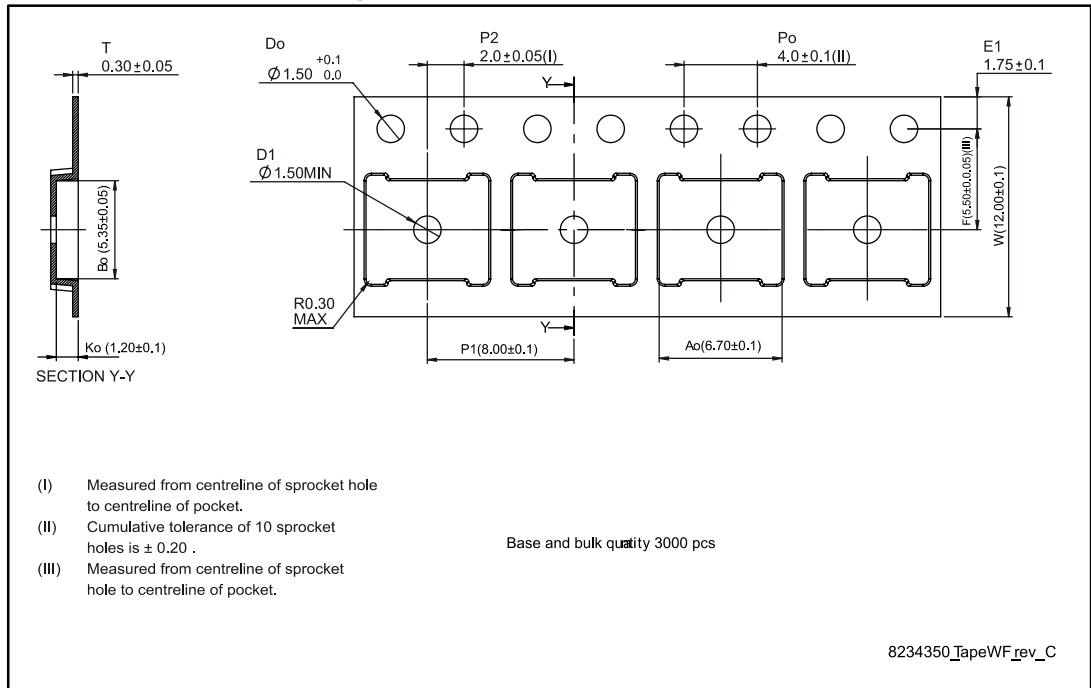 T
0.30±0.05
Do
Ø1.50 +0.1 0.0
P2
2.0±0.05(I)
Po
4.0±0.1(II)
E1
1.75±0.1
Y
D1
Ø1.50MIN
Bo (5.35±0.05)
F(5.50±0.0.05)(III)
W(12.00±0.1)
R0.30
MAX
Y
Ko (1.20±0.1)
P1(8.00±0.1)
Ao(6.70±0.1)
SECTION Y-Y
(I) Measured from centreline of sprocket hole
to centreline of pocket.
(II) Cumulative tolerance of 10 sprocket
holes is ± 0.20 .
(III) Measured from centreline of sprocket
hole to centreline of pocket.
Base and bulk quatity 3000 pcs
8234350_TapeWF_rev_C